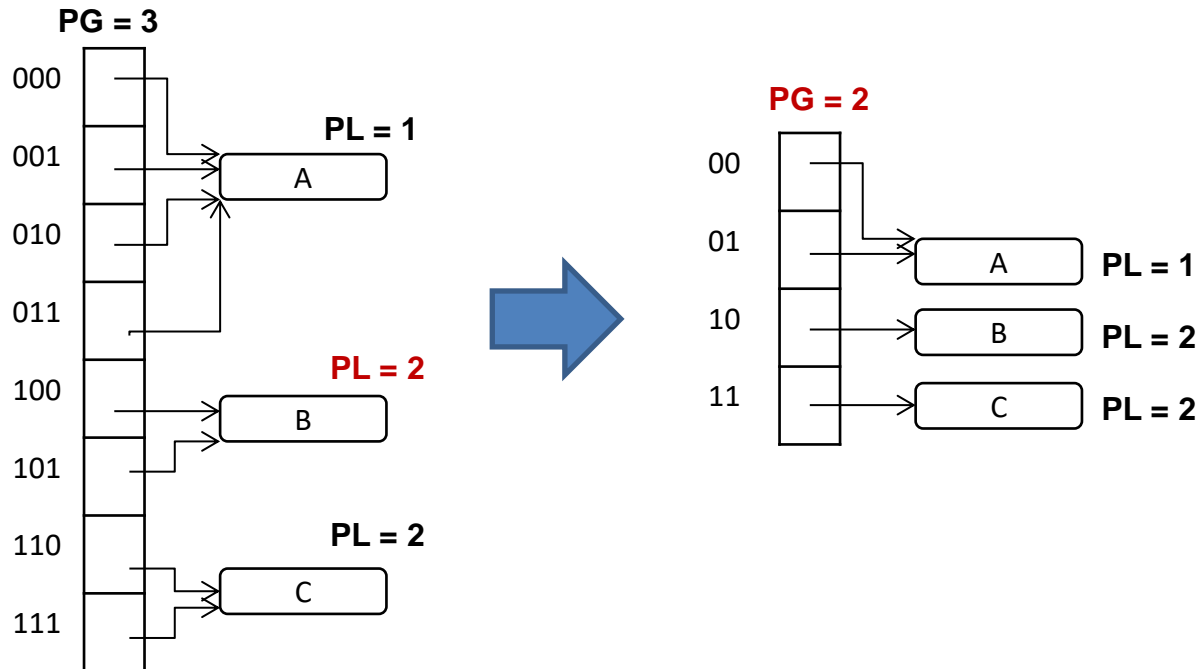 PG = 3
000
001
010
011
100
101
110
111
PL = 1
A
PL = 2
B
PL = 2
C
PG = 2
00
01
10
11
A PL = 1
B PL = 2
C PL = 2